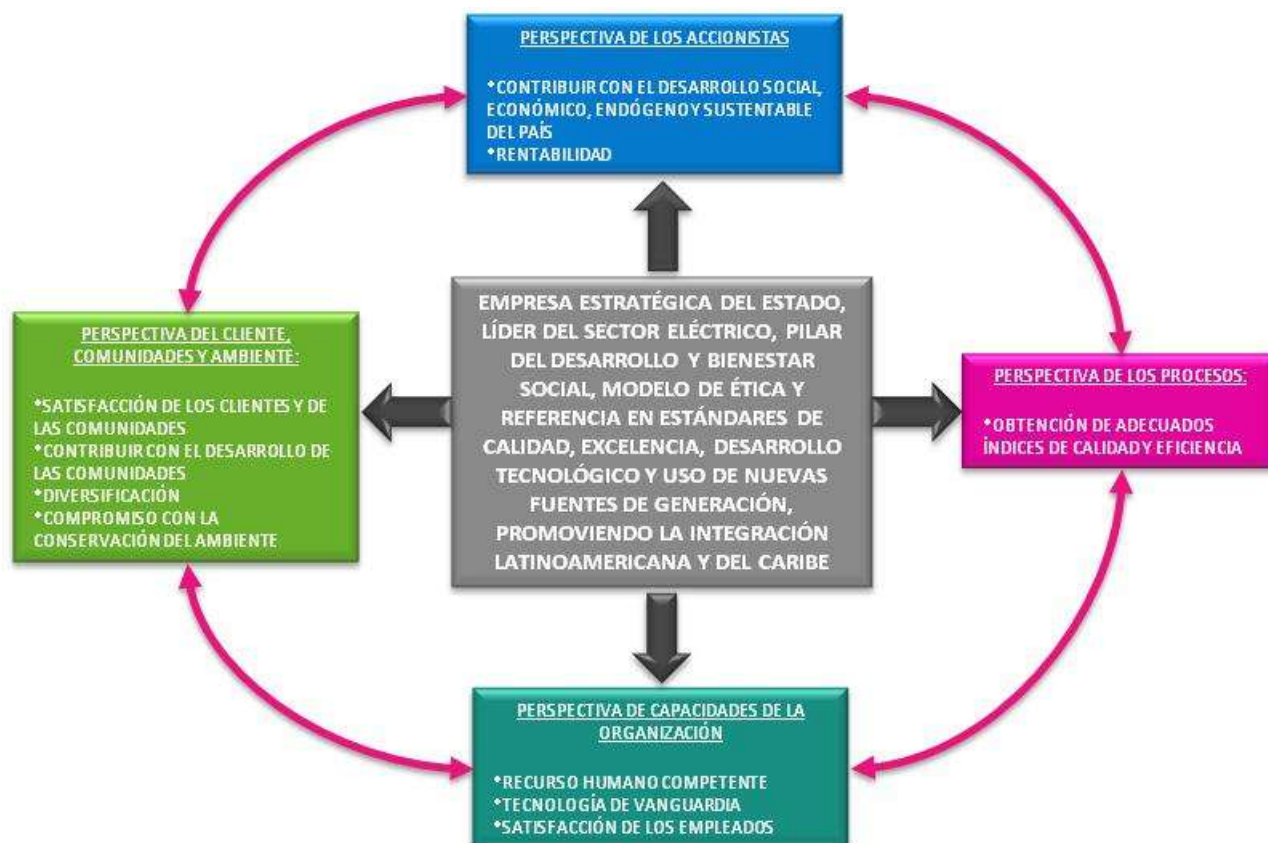 PERSPECTIVA DE LOS ACCIONISTAS
*CONTRIBUIR CON EL DESARROLLO SOCIAL,
ECONÓMICO, ENDÓGENO Y SUSTENTABLE
DEL PAÍS
*RENTABILIDAD
PERSPECTIVA DEL CLIENTE,
COMUNIDADES Y AMBIENTE:
*SATISFACCIÓN DE LOS CLIENTES Y DE
LAS COMUNIDADES
*CONTRIBUIR CON EL DESARROLLO DE
LAS COMUNIDADES
*DIVERSIFICACIÓN
*COMPROMISO CON LA
CONSERVACIÓN DEL AMBIENTE
EMPRESA ESTRATÉGICA DEL ESTADO,
LÍDER DEL SECTOR ELÉCTRICO, PILAR
DEL DESARROLLO Y BIENESTAR
SOCIAL, MODELO DE ÉTICA Y
REFERENCIA EN ESTÁNDARES DE
CALIDAD, EXCELENCIA, DESARROLLO
TECNOLÓGICO Y USO DE NUEVAS
FUENTES DE GENERACIÓN,
PROMOVIENDO LA INTEGRACIÓN
LATINOAMERICANA Y DEL CARIBE
PERSPECTIVA DE LOS PROCESOS:
*OBTENCIÓN DE ADECUADOS
ÍNDICES DE CALIDAD Y EFICIENCIA
PERSPECTIVA DE CAPACIDADES DE LA
ORGANIZACIÓN
*RECURSO HUMANO COMPETENTE
*TECNOLOGÍA DE VANGUARDIA
*SATISFACCIÓN DE LOS EMPLEADOS